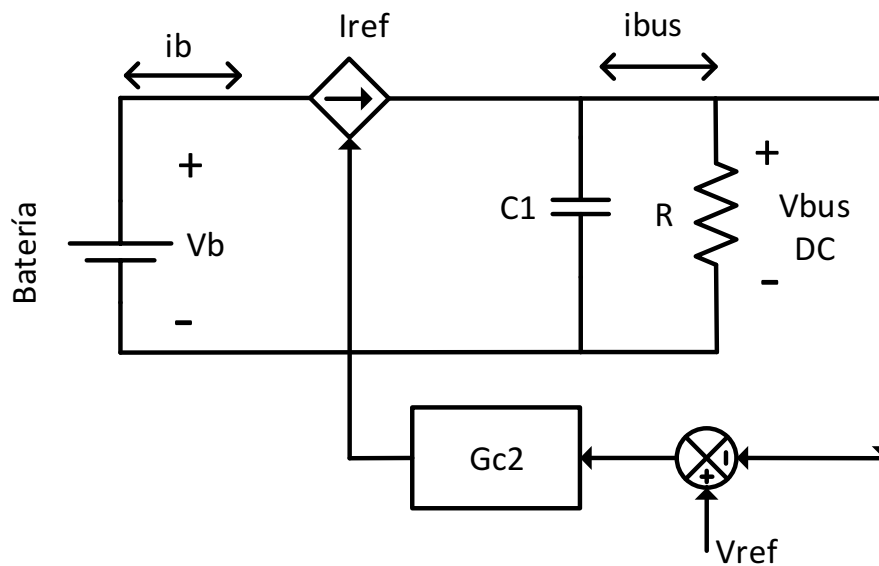 ib
Iref
ibus
+
Batería
Vb
-
C1
R
+
Vbus
DC
-
Gc2
-
+
Vref